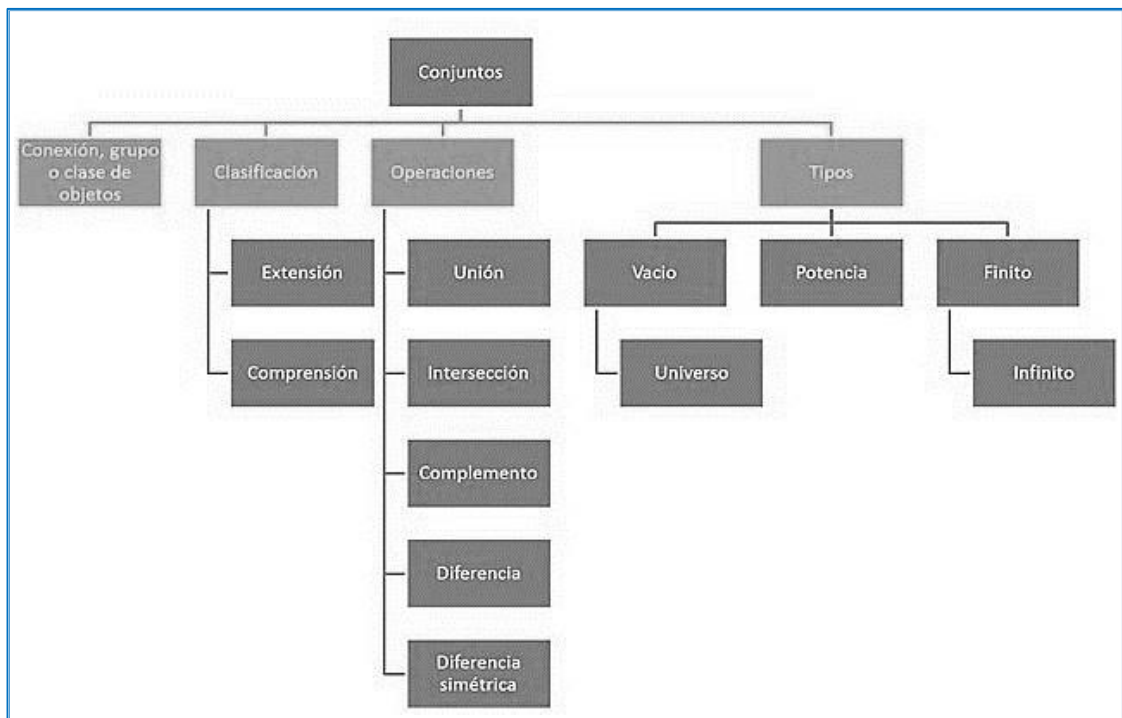 Conjuntos
Conexión, grupo
o clase de
objetos
Clasificación
Operaciones
Tipos
Extensión
Unión
Vacio
Potencia
Finito
Comprensión
Intersección
Universo
Infinito
Complemento
Diferencia
Diferencia
simétrica